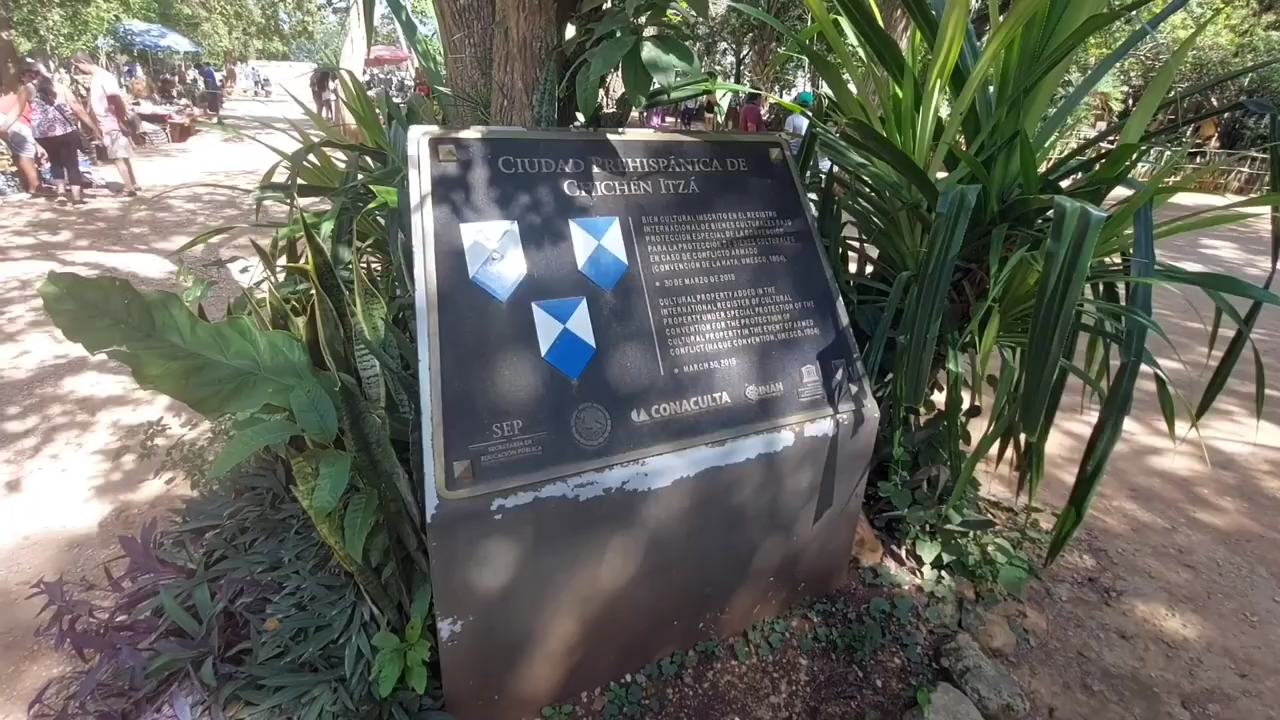 CIUDAD PREHISPÁNICA DE
CHICHÉN ITZÁ
BIEN CULTURAL INSCRITO EN EL REGISTRO
INTERNACIONAL DE BIENES CULTURALES BAJO
PROTECCIÓN ESPECIAL DE LA CONVENCIÓN
PARA LA PROTECCIÓN DE BIENES CULTURALES
EN CASO DE CONFLICTO ARMADO
(CONVENCIÓN DE LA HAYA, UNESCO, 1954)
30 DE MARZO DE 2015
CULTURAL PROPERTY ADDED IN THE
INTERNATIONAL REGISTER OF CULTURAL
PROPERTY UNDER SPECIAL PROTECTION OF THE
CONVENTION FOR THE PROTECTION OF
CULTURAL PROPERTY IN THE EVENT OF ARMED
CONFLICT (HAGUE CONVENTION, UNESCO, 1954)
MARCH 30, 2015
SEP
SECRETARÍA DE
EDUCACIÓN PÚBLICA
CONACULTA
INAH